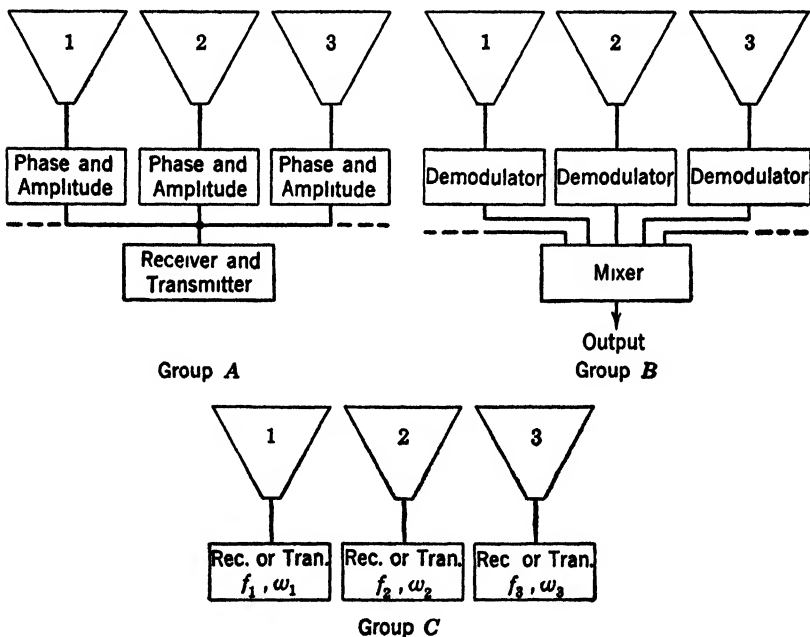 1 2 3
1 2 3
Phase and Amplitude Phase and Amplitude Phase and Amplitude
Receiver and
Transmitter
Group A
Demodulator Demodulator Demodulator
Mixer
Output
Group B
1 2 3
Rec. or Tran. Rec. or Tran. Rec or Tran.
f₁, ω₁ f₂, ω₂ f₃, ω₃
Group C